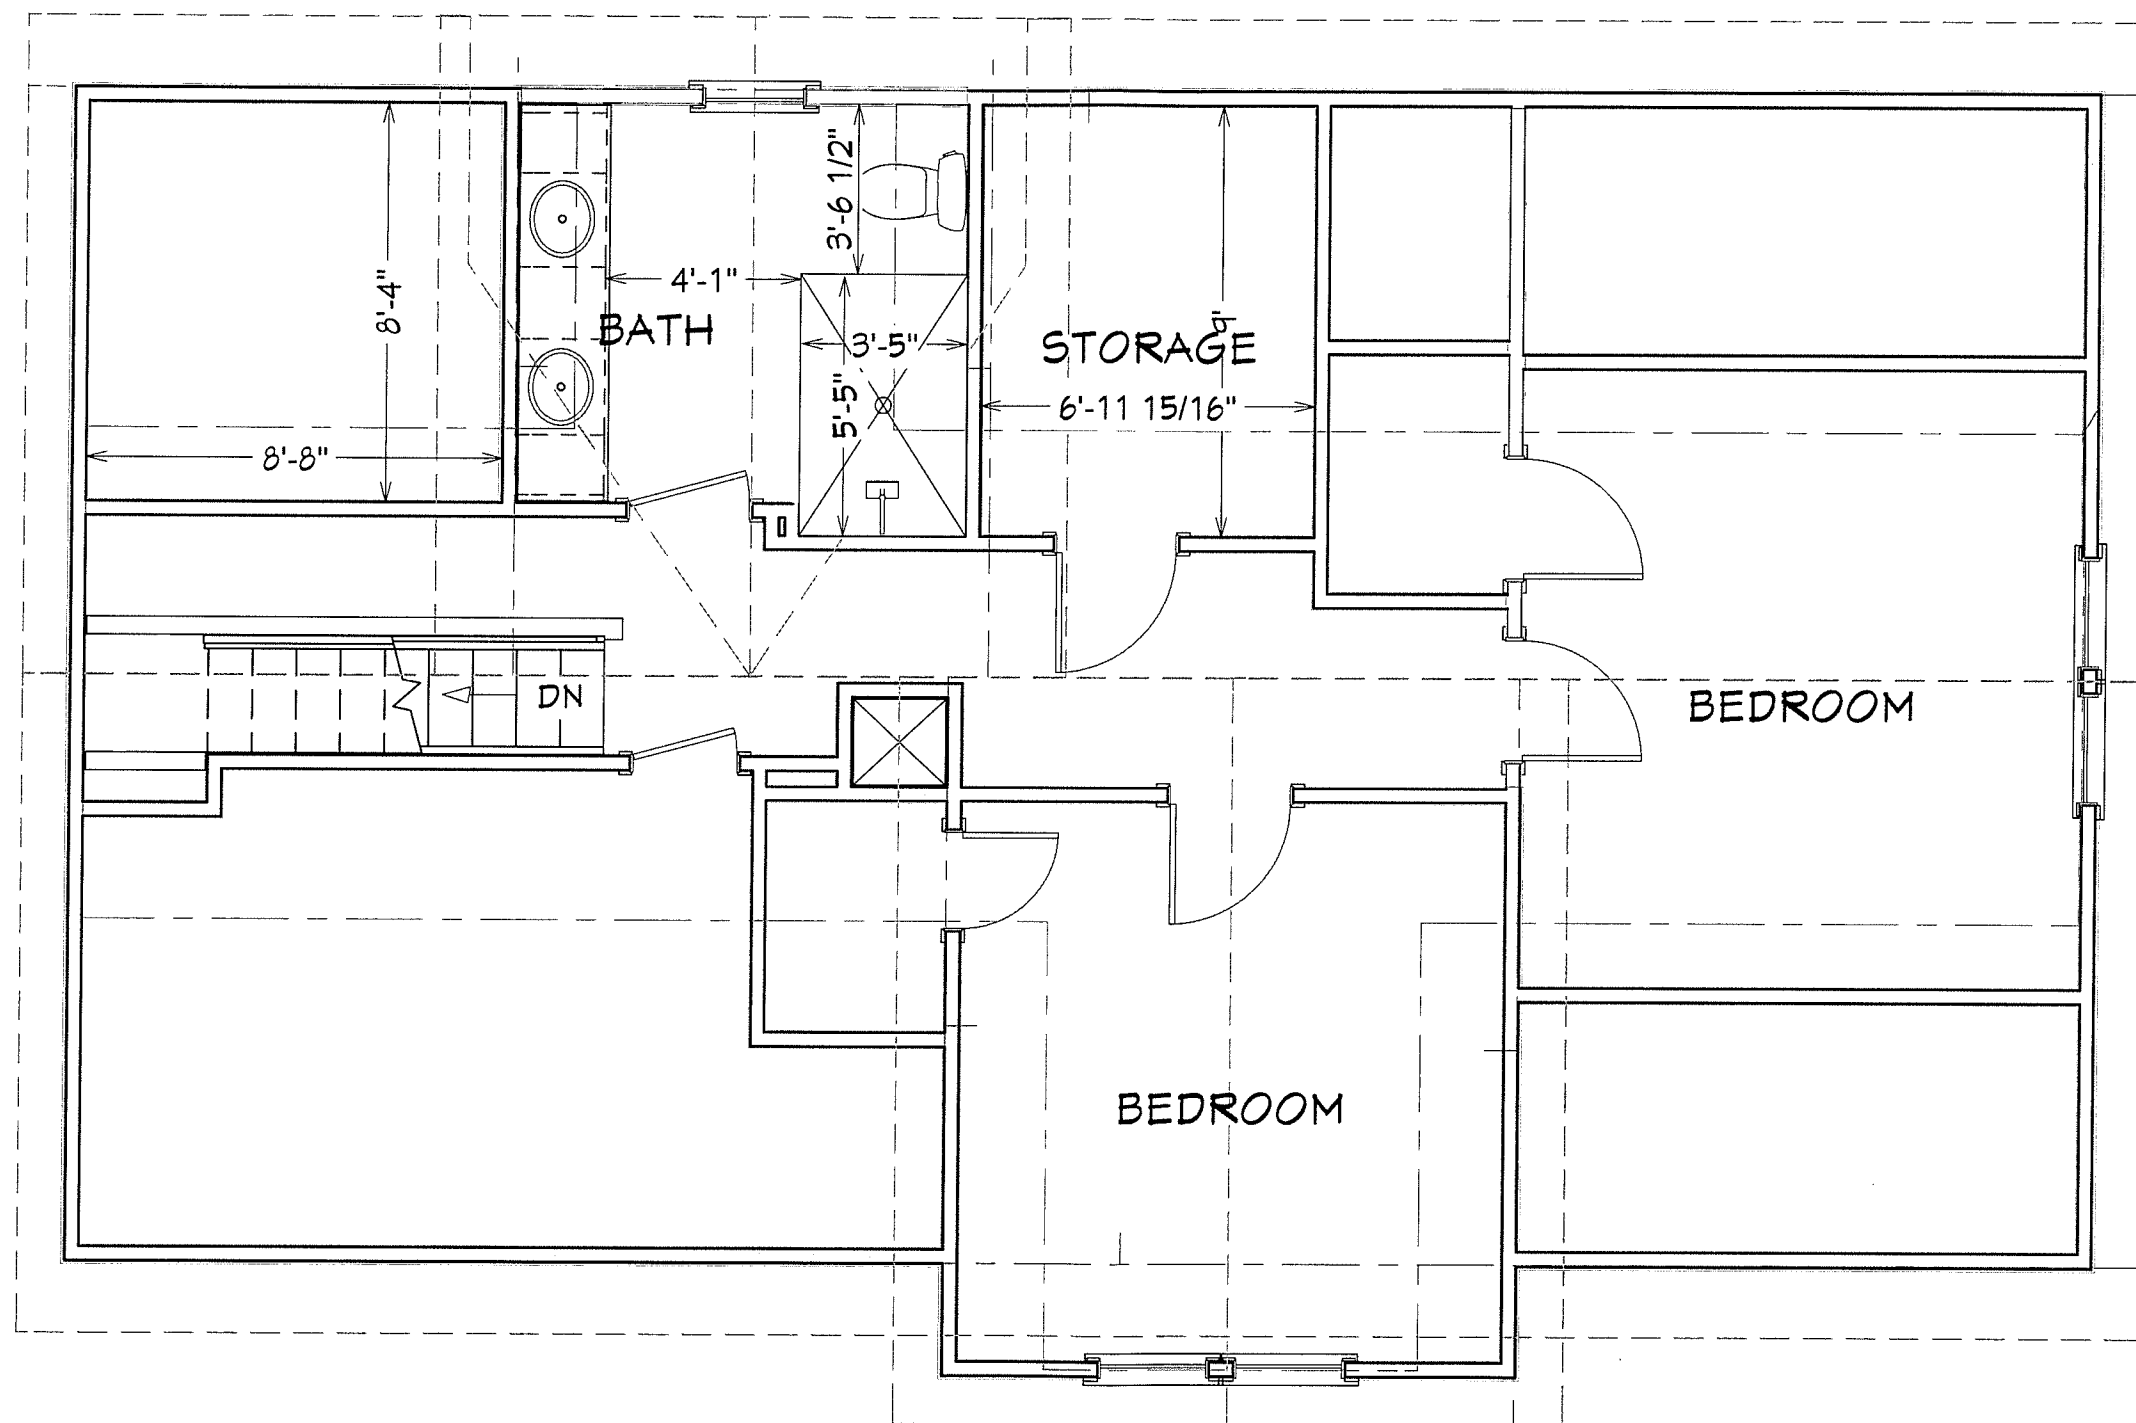 3'-6 1/2"
4'-1"
8'-4"
BATH
9'
3'-5"
STORAGE
5'-5"
6'-11 15/16"
8'-8"
DN
BEDROOM
BEDROOM